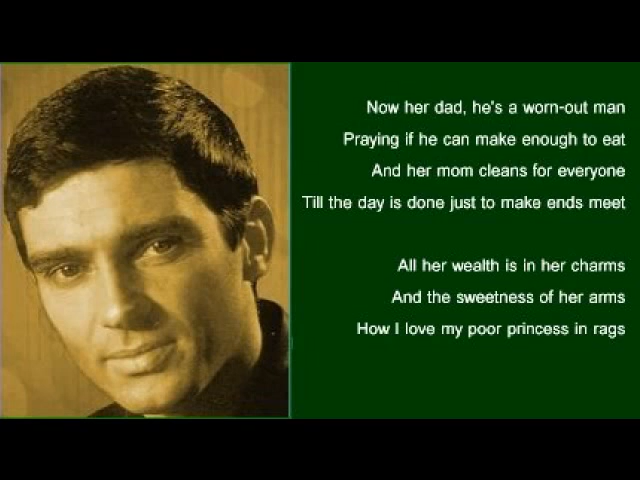 Now her dad, he's a worn-out man
Praying if he can make enough to eat
And her mom cleans for everyone
Till the day is done just to make ends meet
All her wealth is in her charms
And the sweetness of her arms
How I love my poor princess in rags